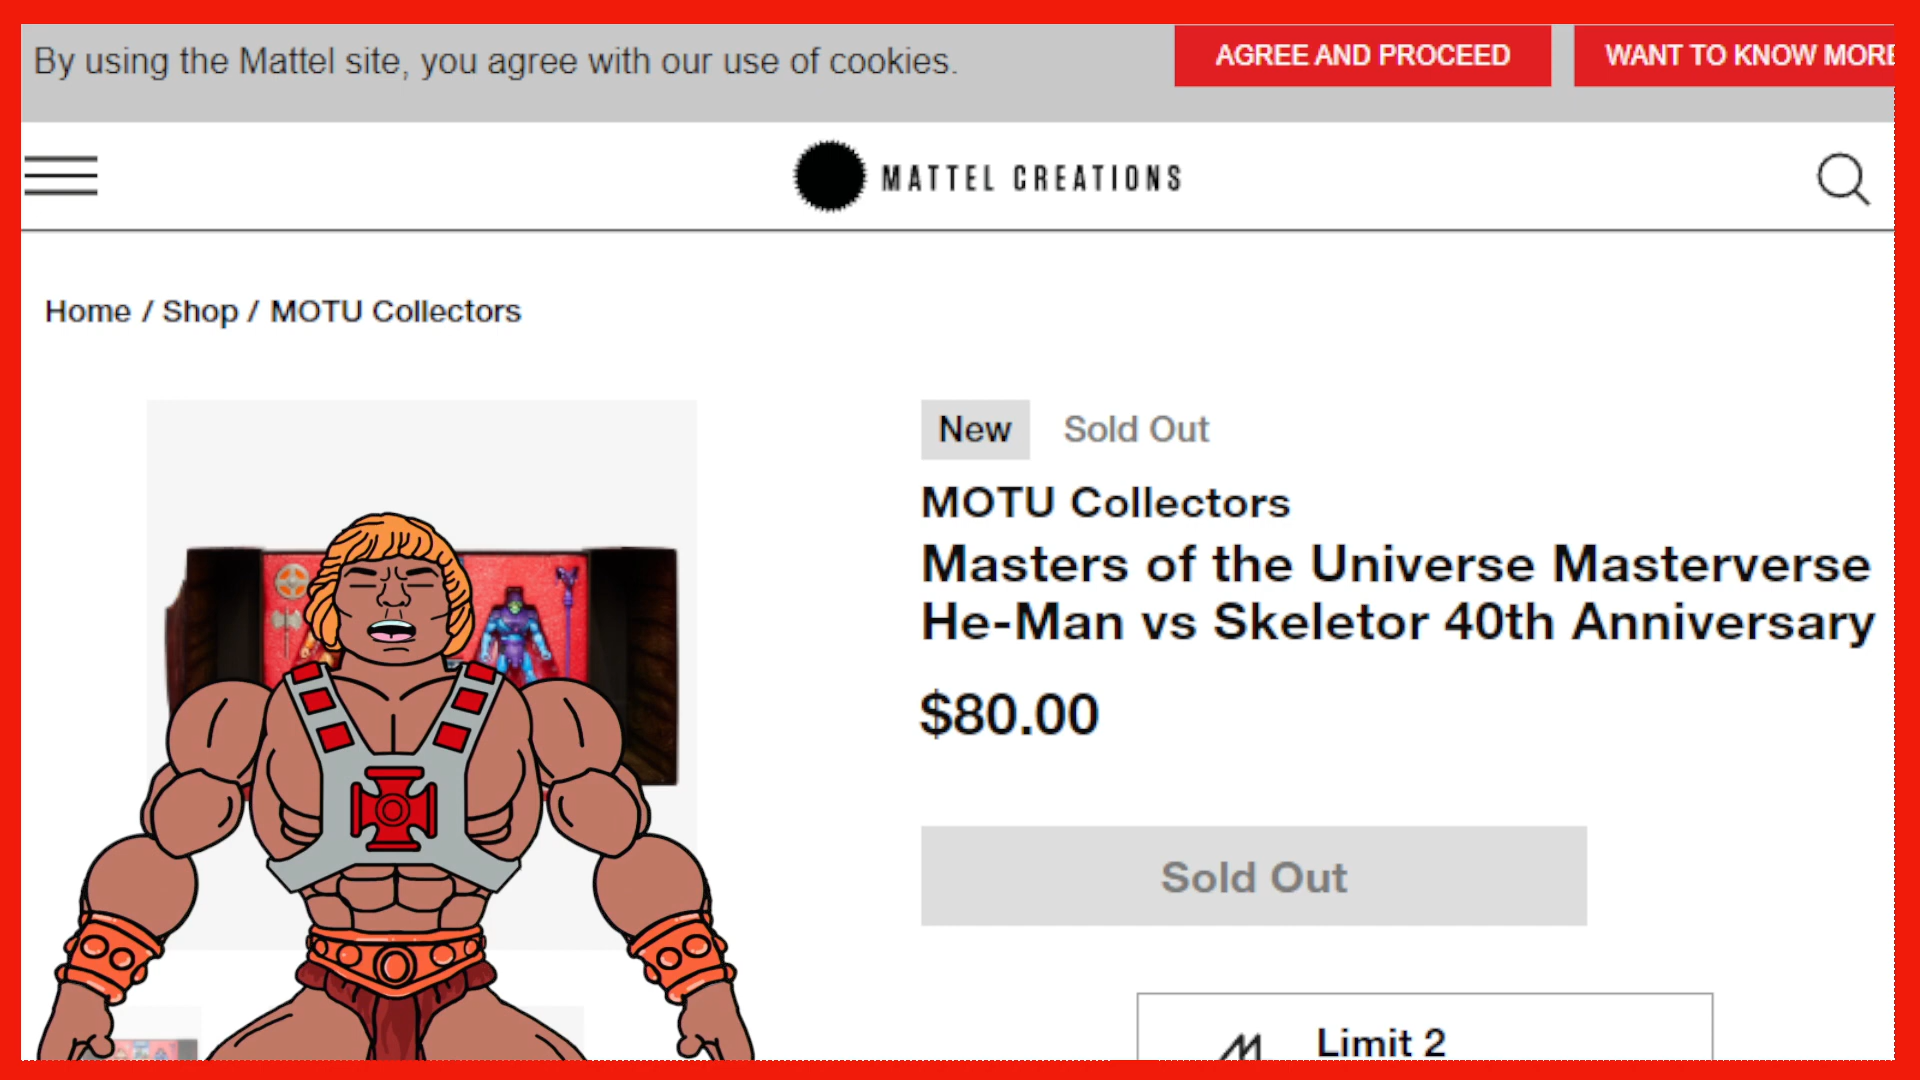 By using the Mattel site, you agree with our use of cookies.
AGREE AND PROCEED
WANT TO KNOW MORE
MATTEL CREATIONS
Home / Shop / MOTU Collectors
New
Sold Out
MOTU Collectors
Masters of the Universe Masterverse
He-Man vs Skeletor 40th Anniversary
$80.00
Sold Out
Limit 2